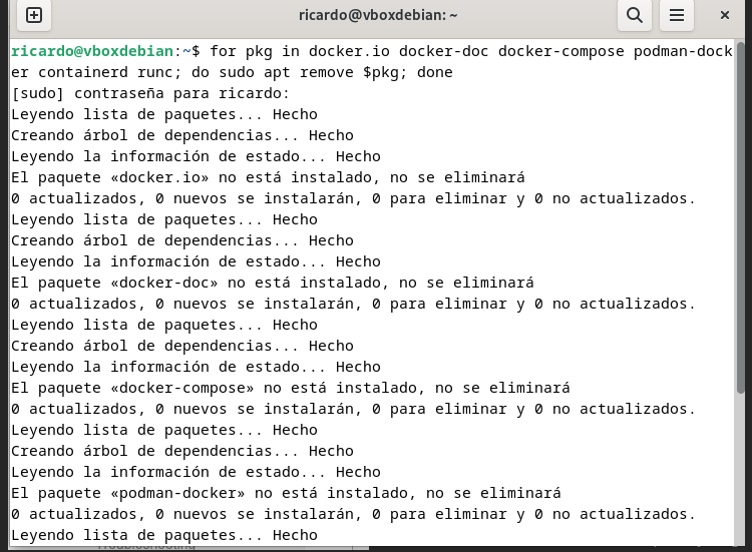 ricardo@vboxdebian: ~
ricardo@vboxdebian:~$ for pkg in docker.io docker-doc docker-compose podman-dock
er containerd runc; do sudo apt remove $pkg; done
[sudo] contraseña para ricardo:
Leyendo lista de paquetes... Hecho
Creando árbol de dependencias... Hecho
Leyendo la información de estado... Hecho
El paquete «docker.io» no está instalado, no se eliminará
0 actualizados, 0 nuevos se instalarán, 0 para eliminar y 0 no actualizados.
Leyendo lista de paquetes... Hecho
Creando árbol de dependencias... Hecho
Leyendo la información de estado... Hecho
El paquete «docker-doc» no está instalado, no se eliminará
0 actualizados, 0 nuevos se instalarán, 0 para eliminar y 0 no actualizados.
Leyendo lista de paquetes... Hecho
Creando árbol de dependencias... Hecho
Leyendo la información de estado... Hecho
El paquete «docker-compose» no está instalado, no se eliminará
0 actualizados, 0 nuevos se instalarán, 0 para eliminar y 0 no actualizados.
Leyendo lista de paquetes... Hecho
Creando árbol de dependencias... Hecho
Leyendo la información de estado... Hecho
El paquete «podman-docker» no está instalado, no se eliminará
0 actualizados, 0 nuevos se instalarán, 0 para eliminar y 0 no actualizados.
Leyendo lista de paquetes... Hecho